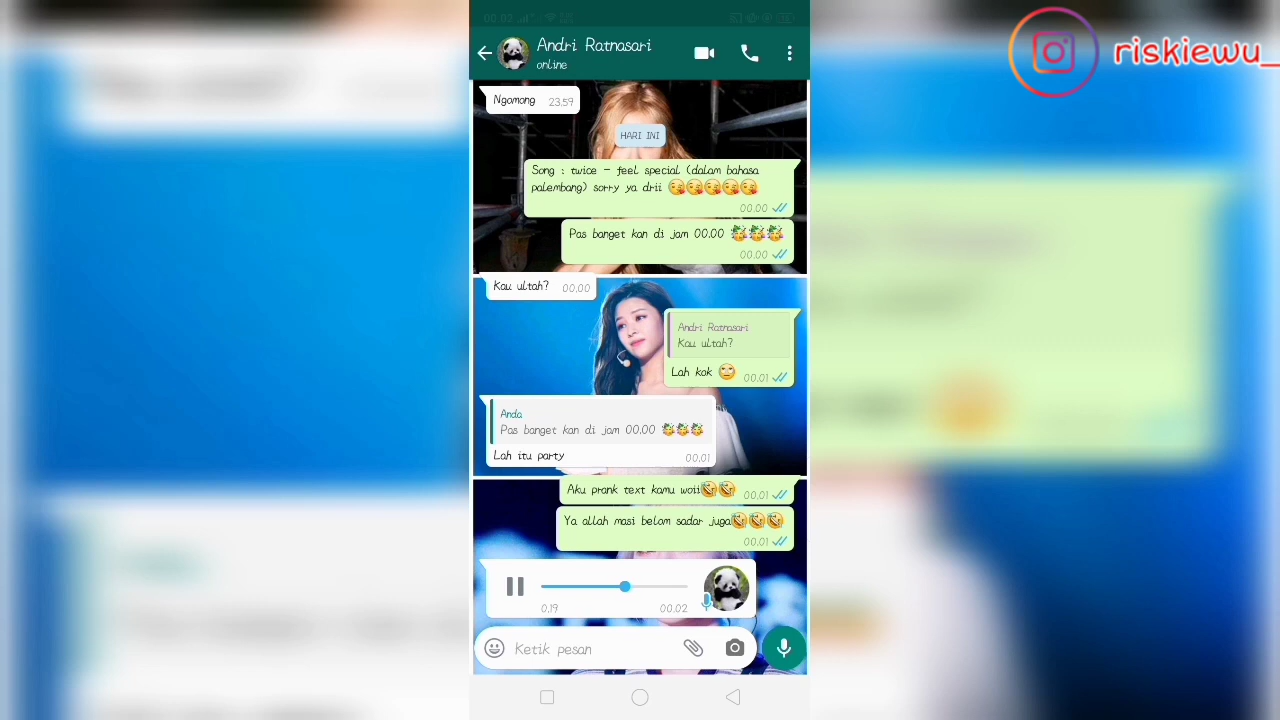 00.02
Andri Ratnasari
online
riskiewu_
Ngomong 23.59
HARI INI
Song : twice - feel special (dalam bahasa
palembang) sorry ya drii 😘😘😘😘😘
00.00
Pas banget kan di jam 00.00 🥳🥳🥳
00.00
Kau ultah? 00.00
Andri Ratnasari
Kau ultah?
Lah kok 🙄 00.01
Anda
Pas banget kan di jam 00.00 🥳🥳🥳
Lah itu party 00.01
Aku prank text kamu woii🤣🤣 00.01
Ya allah masi belom sadar juga🤣🤣🤣
00.01
0.19 00.02
Ketik pesan